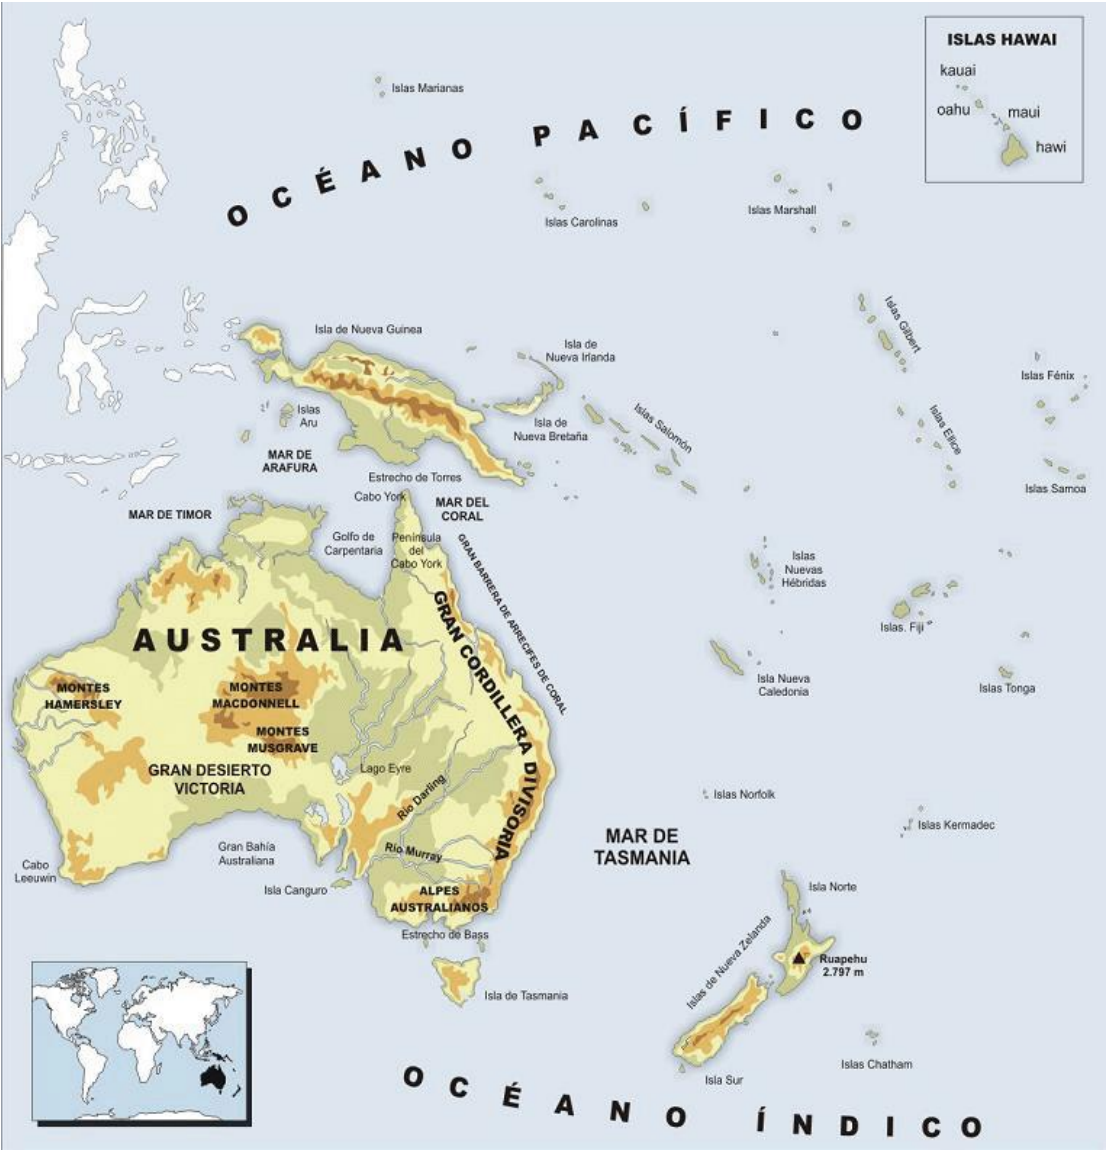 ISLAS HAWAI
kauai
oahu
maui
hawi
Islas Marianas
OCÉANO PACÍFICO
Islas Carolinas
Islas Marshall
Islas Gilbert
Isla de Nueva Guinea
Isla de
Nueva Irlanda
Islas Fénix
Islas
Aru
Isla de
Nueva Bretaña
Islas Salomón
Islas Ellice
MAR DE
ARAFURA
Estrecho de Torres
Islas Samoa
Cabo York
MAR DEL
CORAL
MAR DE TIMOR
Golfo de
Carpentaria
Península
del
Cabo York
GRAN BARRERA DE ARRECIFES DE CORAL
Islas
Nuevas
Hébridas
GRAN CORDILLERA DIVISORIA
Islas. Fiji
AUSTRALIA
Isla Nueva
Caledonia
Islas Tonga
MONTES
HAMERSLEY
MONTES
MACDONNELL
MONTES
MUSGRAVE
GRAN DESIERTO
VICTORIA
Lago Eyre
Río Darling
Islas Norfolk
Islas Kermadec
MAR DE
TASMANIA
Gran Bahía
Australiana
Río Murray
Cabo
Leeuwin
Isla Canguro
ALPES
AUSTRALIANOS
Isla Norte
Estrecho de Bass
Islas de Nueva Zelanda
Ruapehu
2.797 m
Isla de Tasmania
Islas Chatham
Isla Sur
OCÉANO ÍNDICO